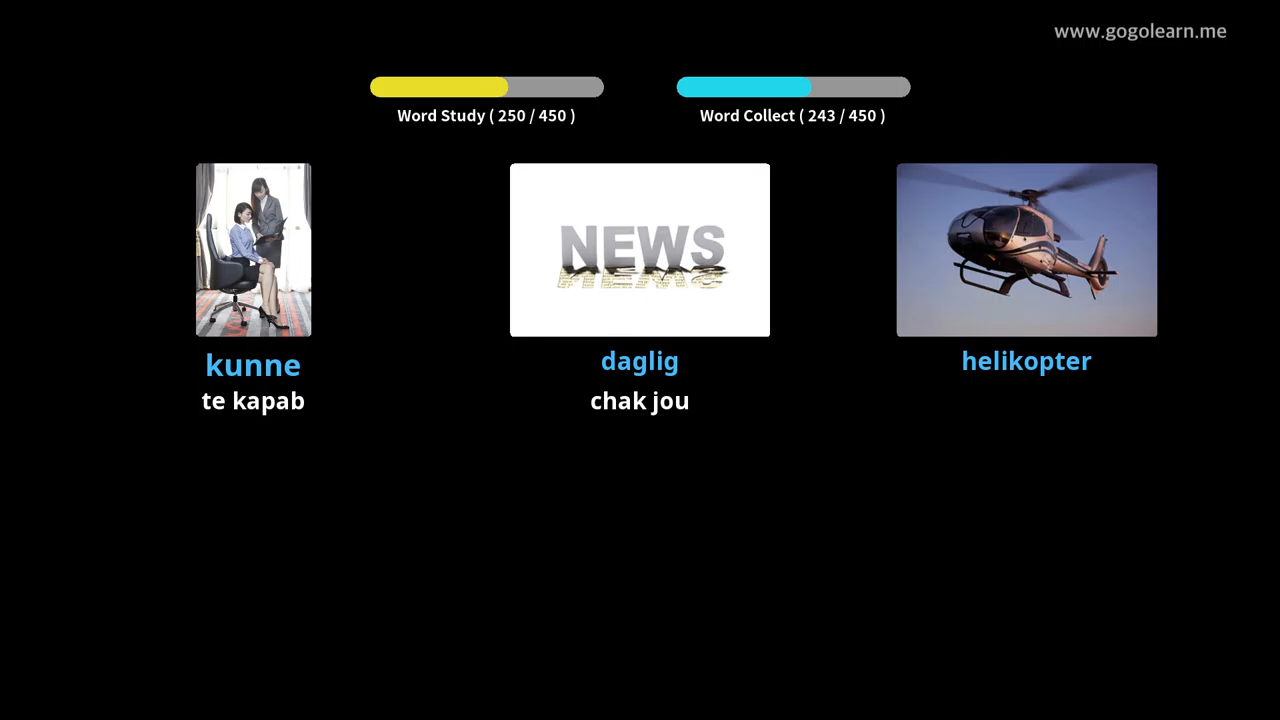 www.gogolearn.me
Word Study ( 250 / 450 )
Word Collect ( 243 / 450 )
NEWS
kunne
daglig
helikopter
te kapab
chak jou